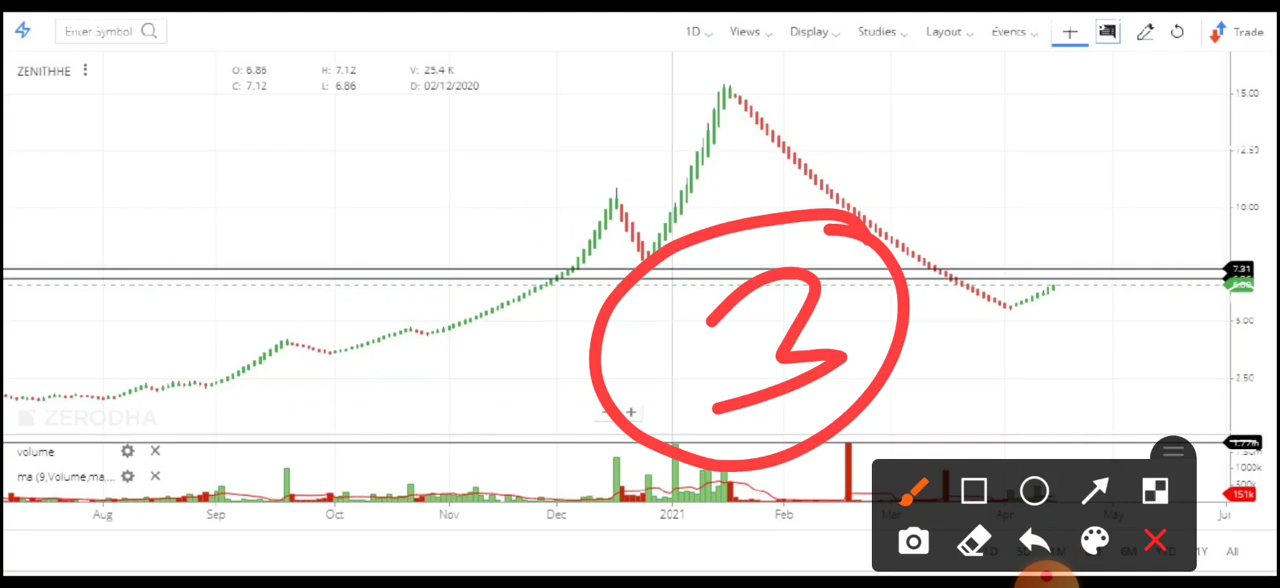 Enter Symbol 1D Views Display Studies Layout Events Trade
ZENITHHE O: 6.86 H: 7.12 V: 25.4 K
C: 7.12 L: 6.86 D: 02/12/2020
15.00
12.50
10.00
7.31
5.00
2.50
3
ZERODHA
volume
ma (9,Volume,ma...
1000k
151k
Aug Sep Oct Nov Dec 2021 Feb Mar Apr May
1Y All